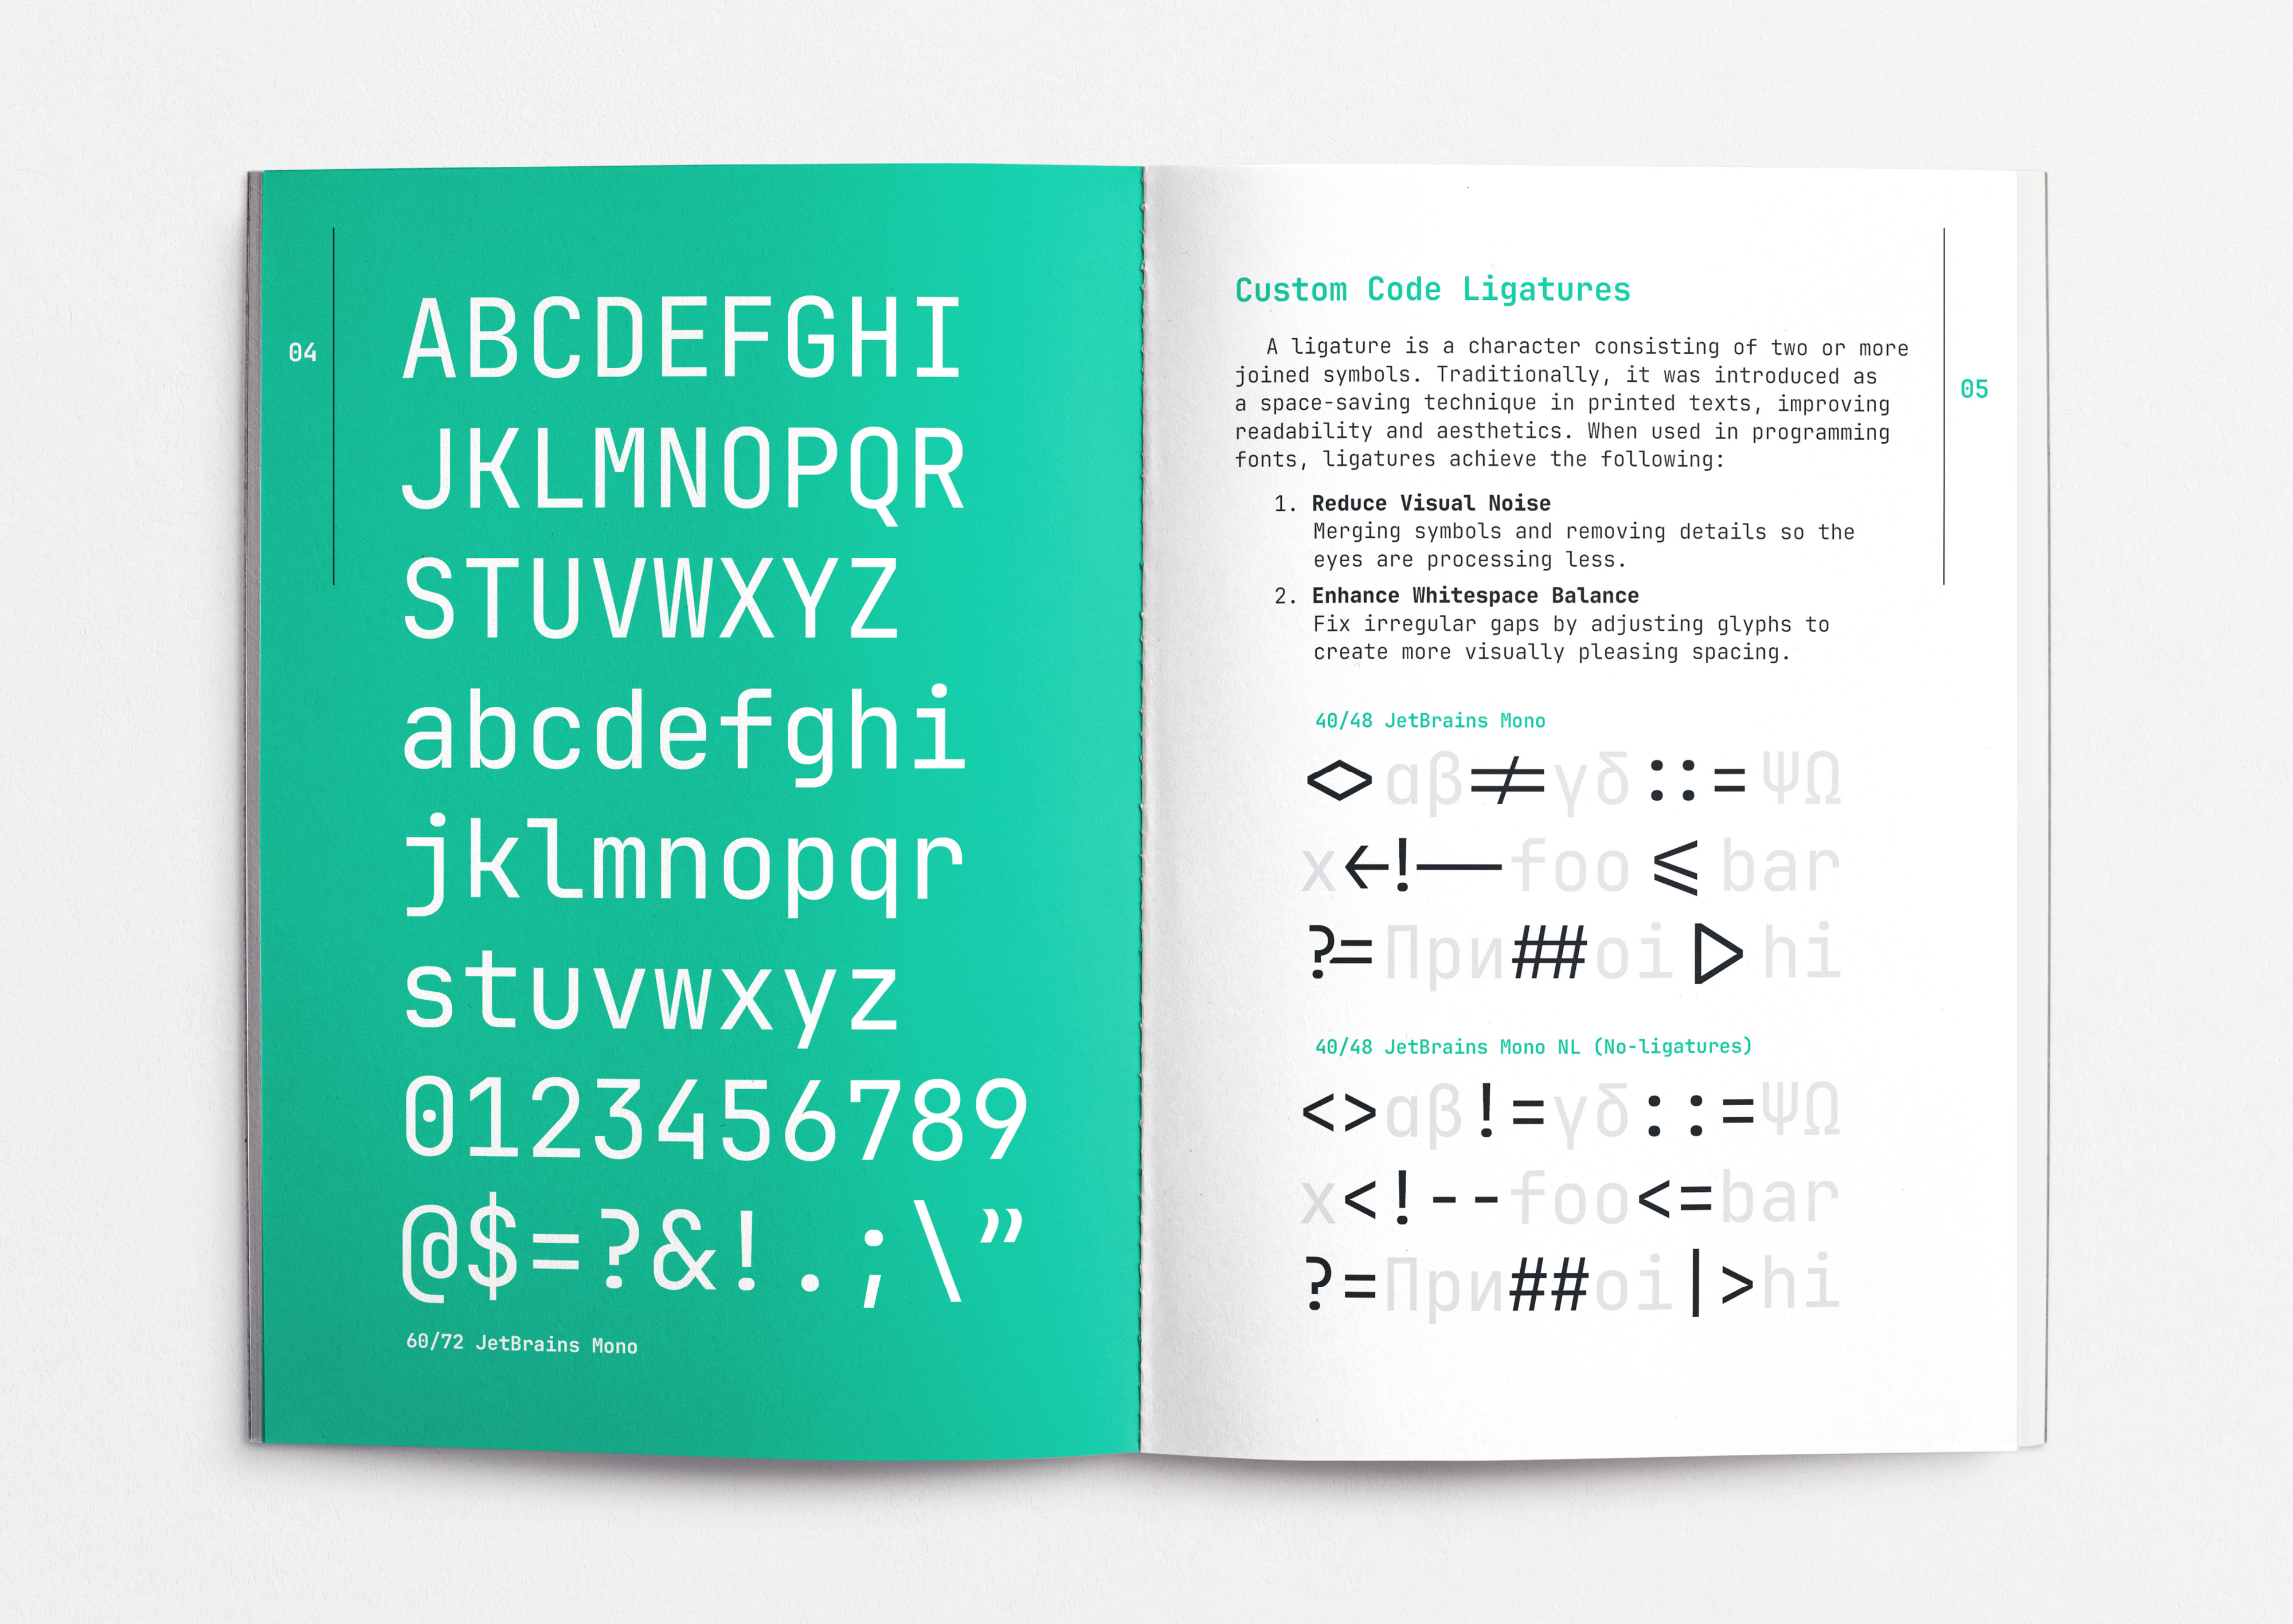 04
ABCDEFGHI
JKLMNOPQR
STUVWXYZ
abcdefghi
jklmnopqr
stuvwxyz
0123456789
@$=?&!.;\”
60/72 JetBrains Mono
Custom Code Ligatures
A ligature is a character consisting of two or more
joined symbols. Traditionally, it was introduced as
a space-saving technique in printed texts, improving
readability and aesthetics. When used in programming
fonts, ligatures achieve the following:
1. Reduce Visual Noise
Merging symbols and removing details so the
eyes are processing less.
2. Enhance Whitespace Balance
Fix irregular gaps by adjusting glyphs to
create more visually pleasing spacing.
05
40/48 JetBrains Mono
<>αβ≠γδ::=ΨΩ
x<!--foo ⩽ bar
?=При##oi ▷ hi
40/48 JetBrains Mono NL (No-ligatures)
<>αβ!=γδ::=ΨΩ
x<!--foo<=bar
?=При##oi|>hi